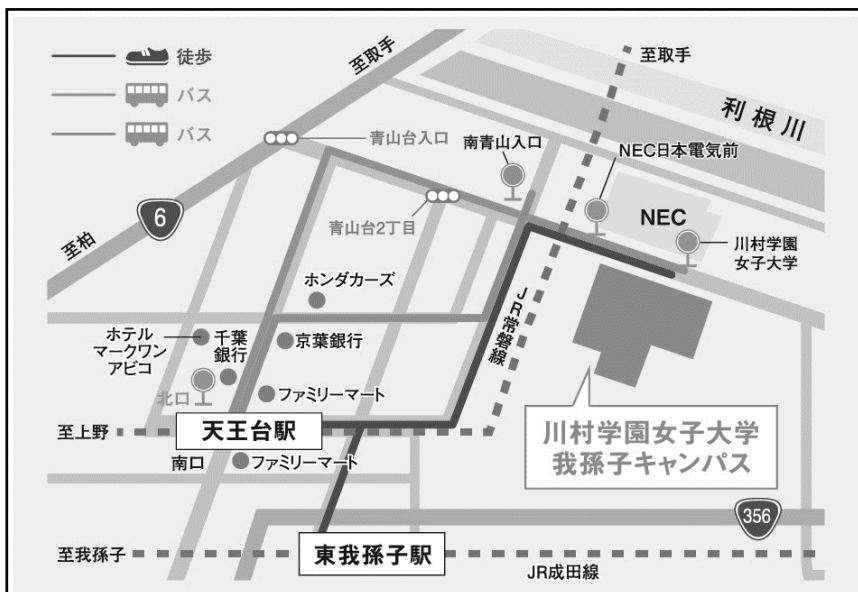 徒歩
バス
バス
至取手
至取手
利根川
青山台入口
南青山入口
NEC日本電気前
6
青山台2丁目
NEC
川村学園
女子大学
至柏
ホンダカーズ
JR常磐線
ホテル
マークワン
アビコ
千葉
銀行
京葉銀行
北口
ファミリーマート
至上野
天王台駅
川村学園女子大学
我孫子キャンパス
南口
ファミリーマート
356
至我孫子
東我孫子駅
JR成田線